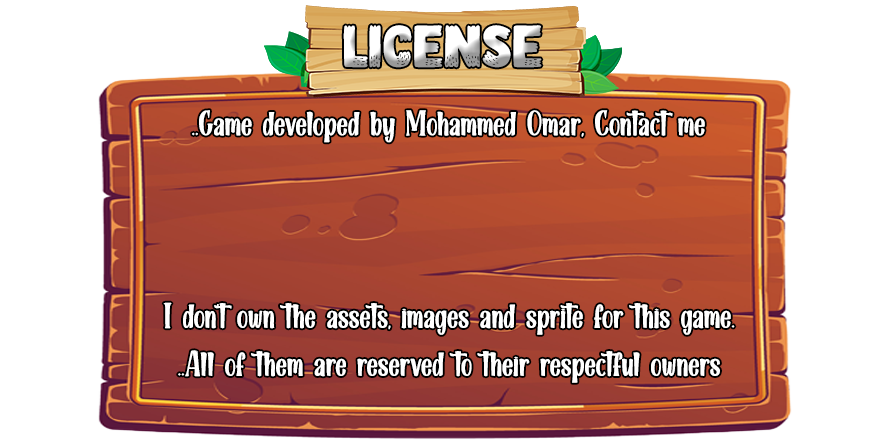 LICENSE
..Game developed by Mohammed Omar, Contact me
I don't own the assets, images and sprite for this game.
..All of them are reserved to their respectful owners